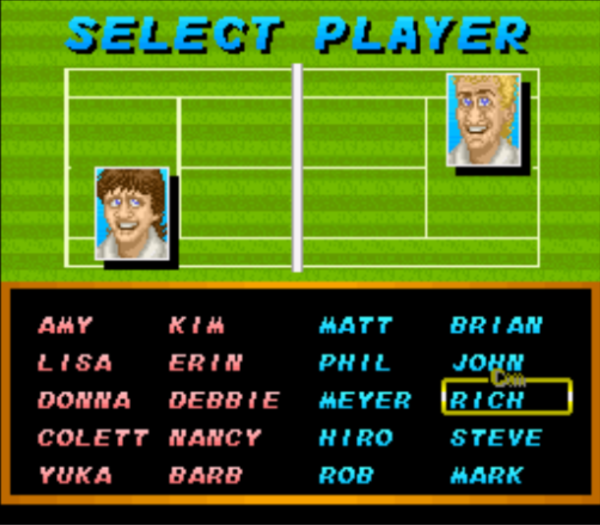 SELECT PLAYER
AMY KIM MATT BRIAN
LISA ERIN PHIL JOHN
Com
DONNA DEBBIE MEYER RICH
COLETT NANCY HIRO STEVE
YUKA BARB ROB MARK